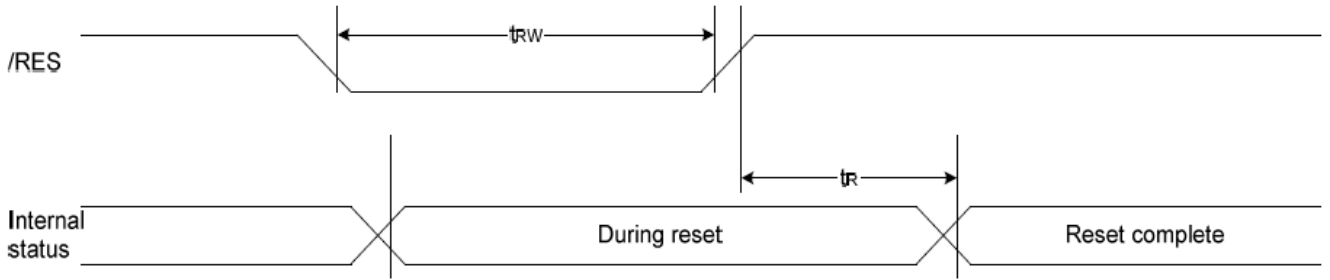 tRW
/RES
tR
Internal
status
During reset
Reset complete